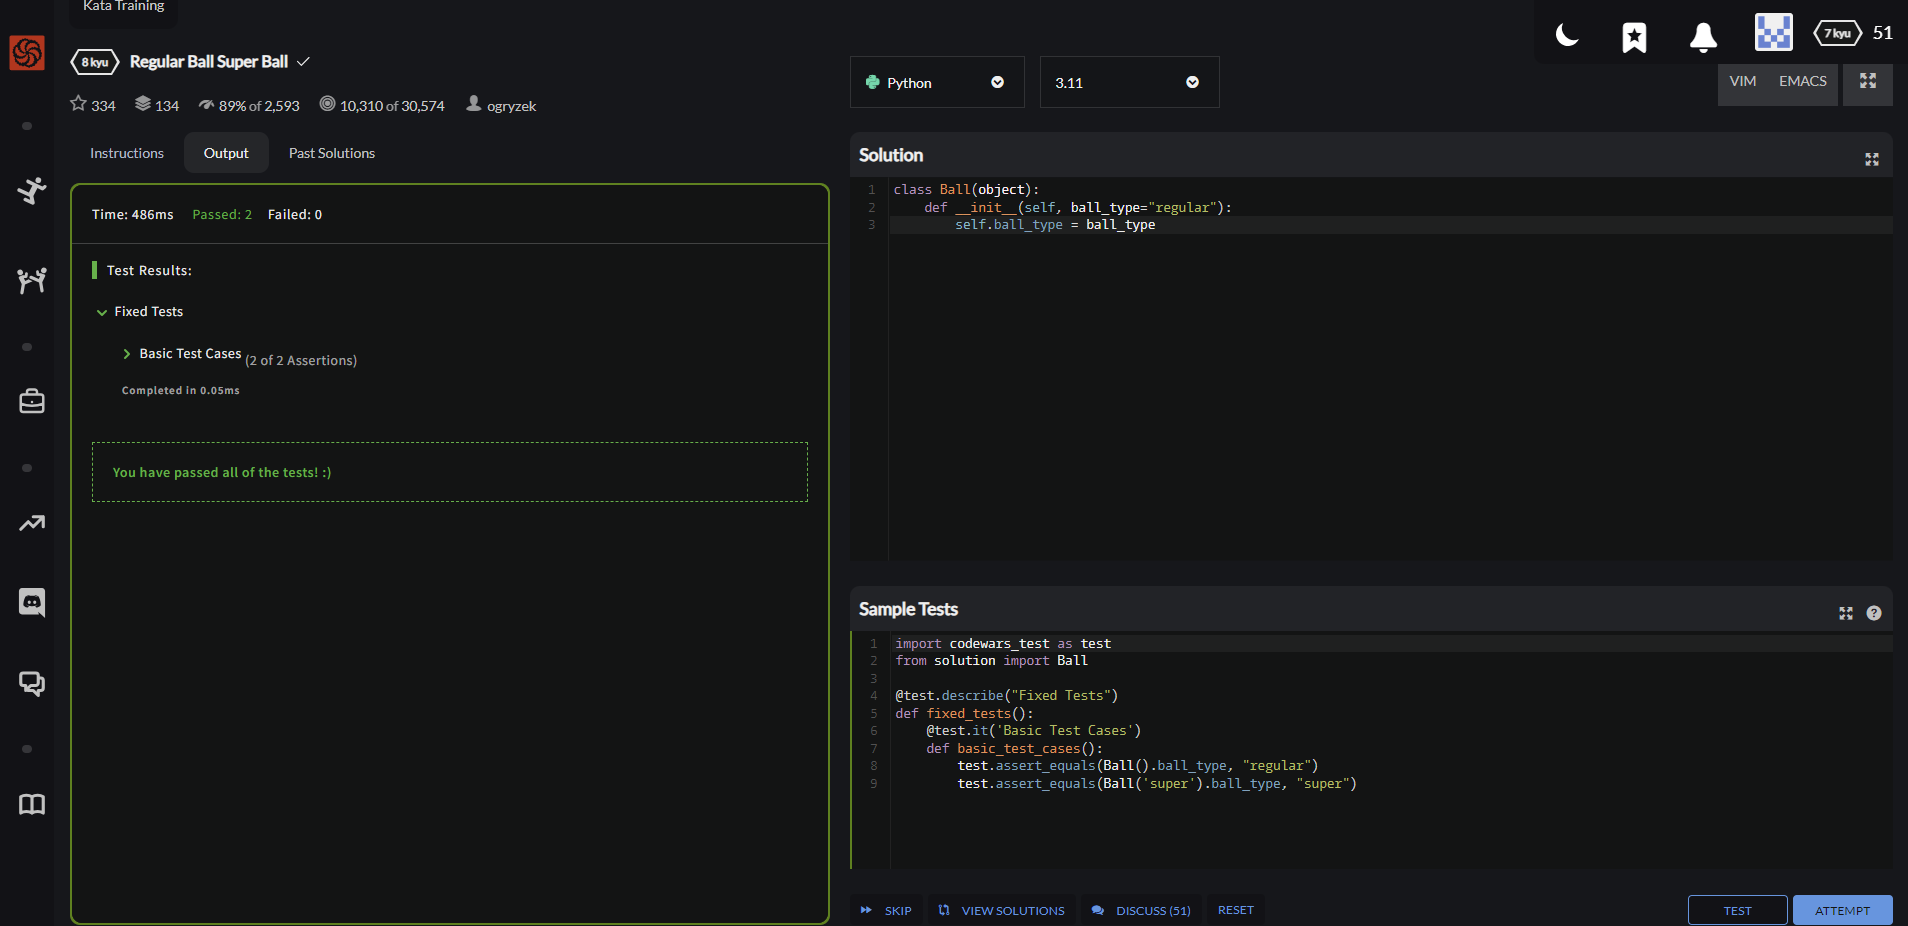 Kata Training
8 kyu Regular Ball Super Ball
334 134 89% of 2,593 10,310 of 30,574 ogryzek
Instructions Output Past Solutions
Time: 486ms Passed: 2 Failed: 0
Test Results:
Fixed Tests
Basic Test Cases (2 of 2 Assertions)
Completed in 0.05ms
You have passed all of the tests! :)
7 kyu 51
Python 3.11 VIM EMACS
Solution
1 class Ball(object):
2     def __init__(self, ball_type="regular"):
3         self.ball_type = ball_type
Sample Tests
1 import codewars_test as test
2 from solution import Ball
3
4 @test.describe("Fixed Tests")
5 def fixed_tests():
6     @test.it('Basic Test Cases')
7     def basic_test_cases():
8         test.assert_equals(Ball().ball_type, "regular")
9         test.assert_equals(Ball('super').ball_type, "super")
SKIP VIEW SOLUTIONS DISCUSS (51) RESET TEST ATTEMPT